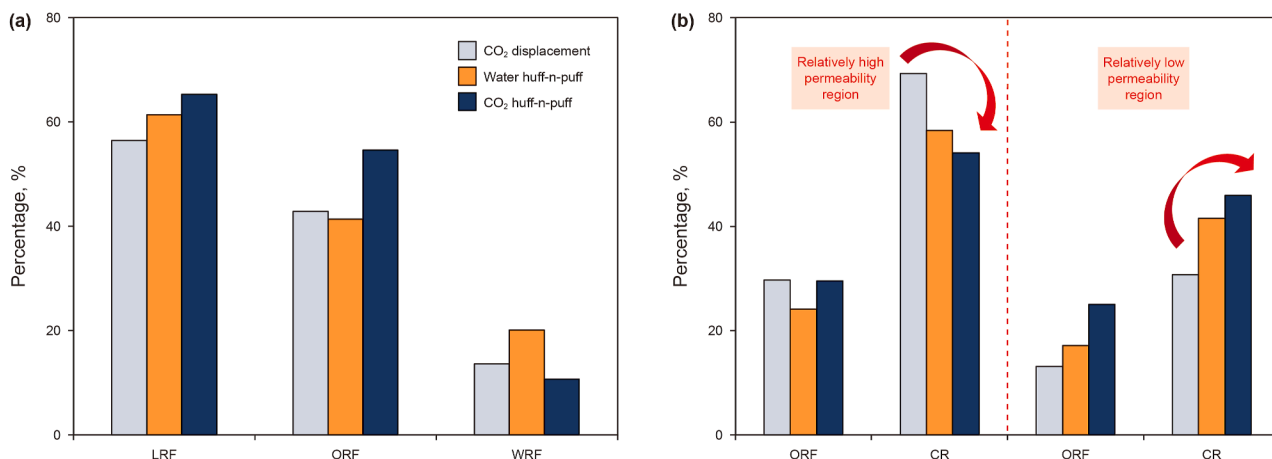 (a)
80
60
40
20
0
Percentage, %
CO₂ displacement
Water huff-n-puff
CO₂ huff-n-puff
LRF
ORF
WRF
(b)
80
60
40
20
0
Percentage, %
Relatively high
permeability
region
Relatively low
permeability
region
ORF
CR
ORF
CR